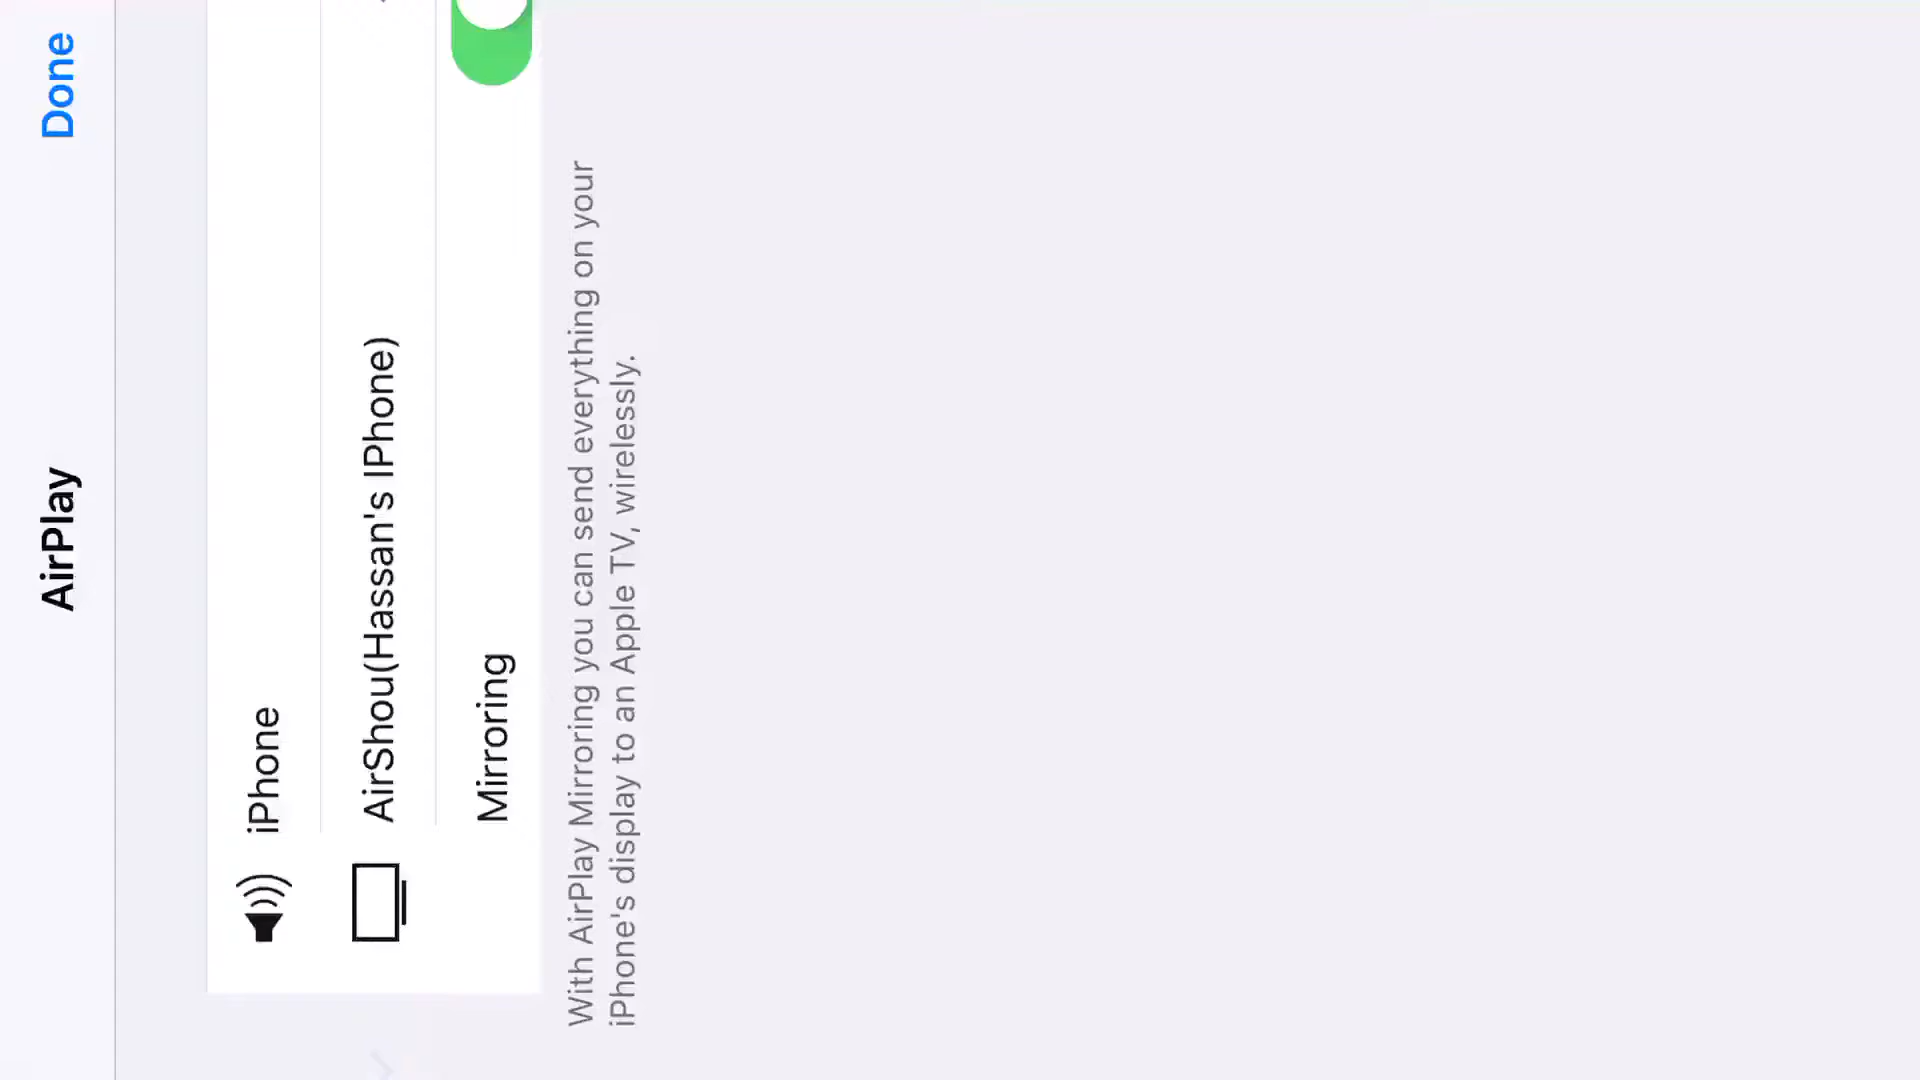 AirPlay
Done
iPhone
AirShou(Hassan's IPhone)
Mirroring
With AirPlay Mirroring you can send everything on your
iPhone's display to an Apple TV, wirelessly.